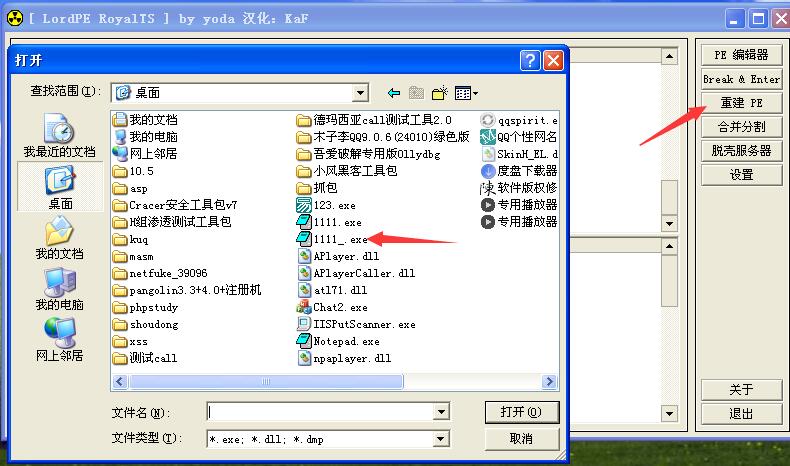 [ LordPE RoyalTS ] by yoda 汉化: KaF
打开
查找范围(I):
桌面
我最近的文档
桌面
我的文档
我的电脑
网上邻居
我的文档
我的电脑
网上邻居
10.5
asp
Cracer安全工具包v7
H组渗透测试工具包
kuq
masm
netfuke_39096
pangolin3.3+4.0+注册机
phpstudy
shoudong
xss
测试call
德玛西亚call测试工具2.0
木子李QQ9.0.6(24010)绿色版
吾爱破解专用版Ollydbg
小风黑客工具包
抓包
123.exe
1111.exe
1111_.exe
APlayer.dll
APlayerCaller.dll
atl71.dll
Chat2.exe
IISPutScanner.exe
Notepad.exe
npaplayer.dll
qqspirit.e
QQ个性网名
SkinH_EL.d
度盘下载器
软件版权修
专用播放器
专用播放器
文件名(N):
打开(O)
文件类型(T):
*.exe; *.dll; *.dmp
取消
PE 编辑器
Break & Enter
重建 PE
合并分割
脱壳服务器
设置
关于
退出